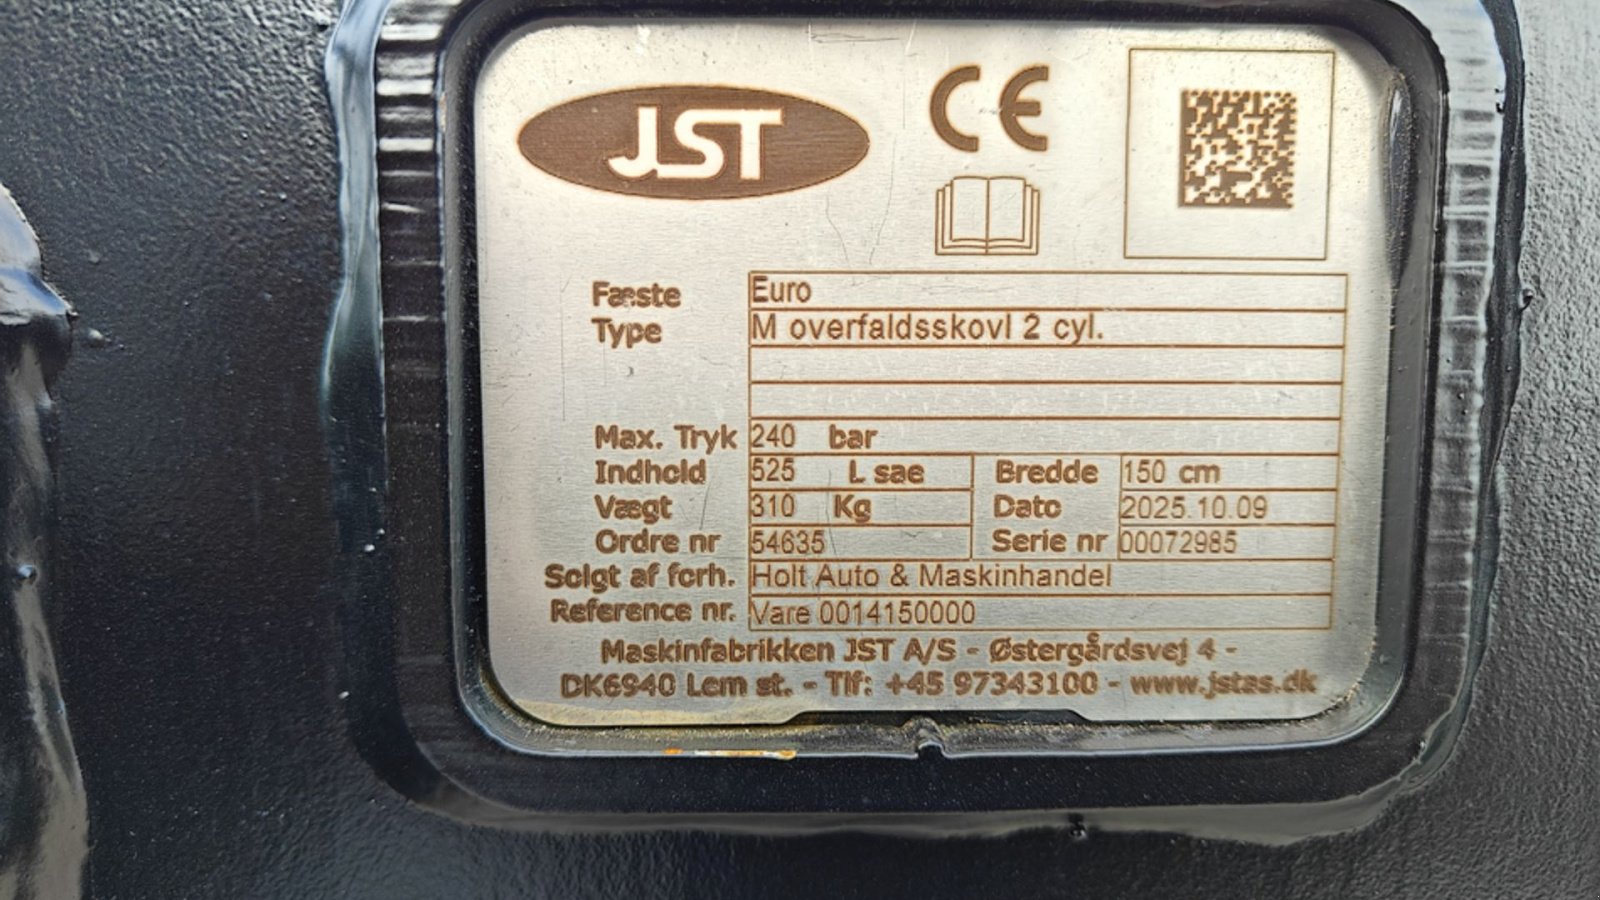 JST
CE
Fæste Euro
Type M overfaldsskovl 2 cyl.
Max. Tryk 240 bar
Indhold 525 L sae Bredde 150 cm
Vægt 310 Kg Dato 2025.10.09
Ordre nr 54635 Serie nr 00072985
Solgt af forh. Holt Auto & Maskinhandel
Reference nr. Vare 0014150000
Maskinfabrikken JST A/S - Østergårdsvej 4 -
DK6940 Lem st. - Tlf: +45 97343100 - www.jstas.dk